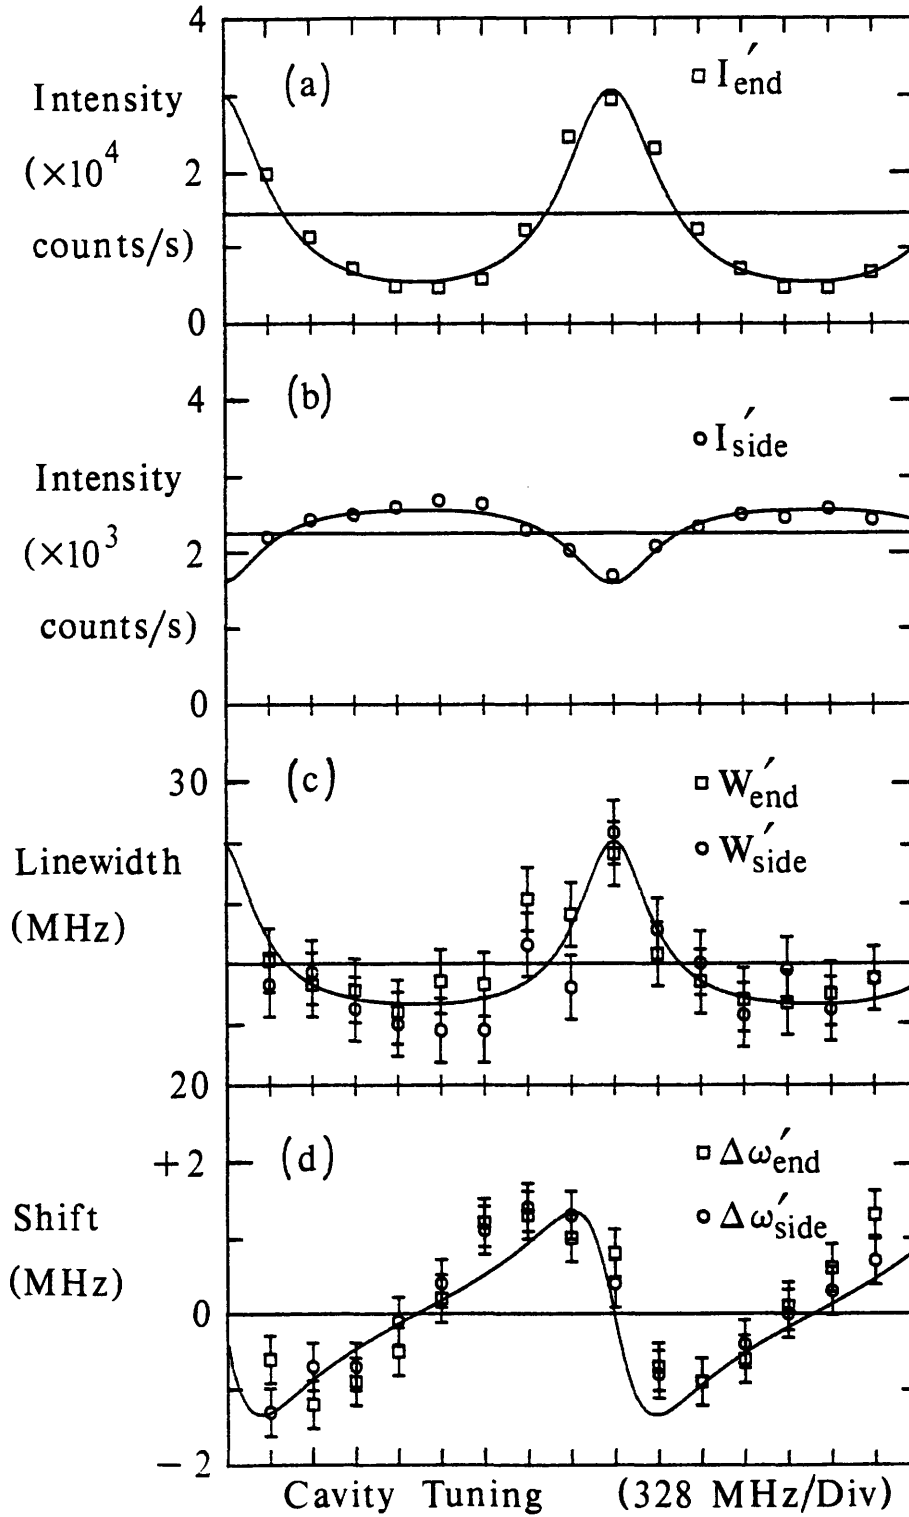 4
(a)
I′end
Intensity
(×10⁴
2
counts/s)
0
(b)
4
I′side
Intensity
(×10³
2
counts/s)
0
(c)
30
W′end
W′side
Linewidth
(MHz)
20
(d)
+2
Δω′end
Δω′side
Shift
(MHz)
0
−2
Cavity Tuning (328 MHz/Div)